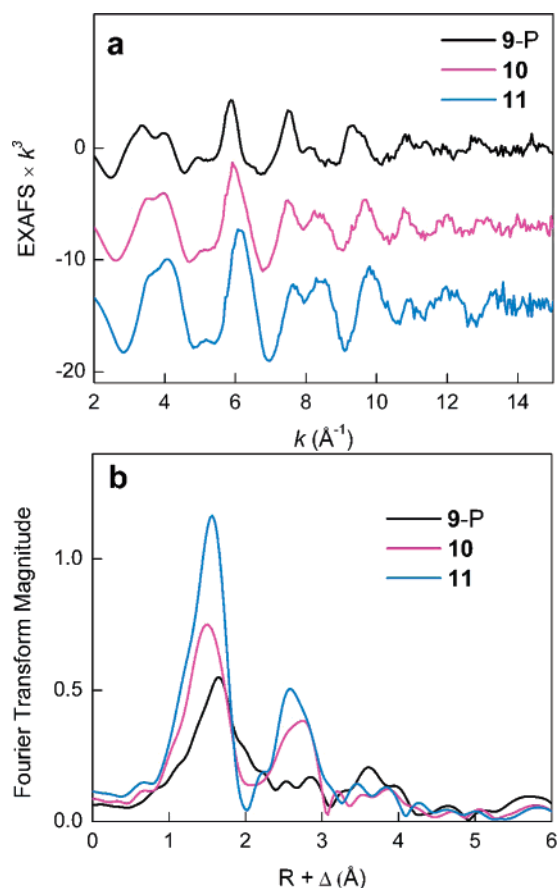 a
9-P
10
11
0
-10
-20
EXAFS × k³
2 4 6 8 10 12 14
k (Å⁻¹)
b
9-P
10
11
1.0
0.5
0.0
Fourier Transform Magnitude
0 1 2 3 4 5 6
R + Δ (Å)